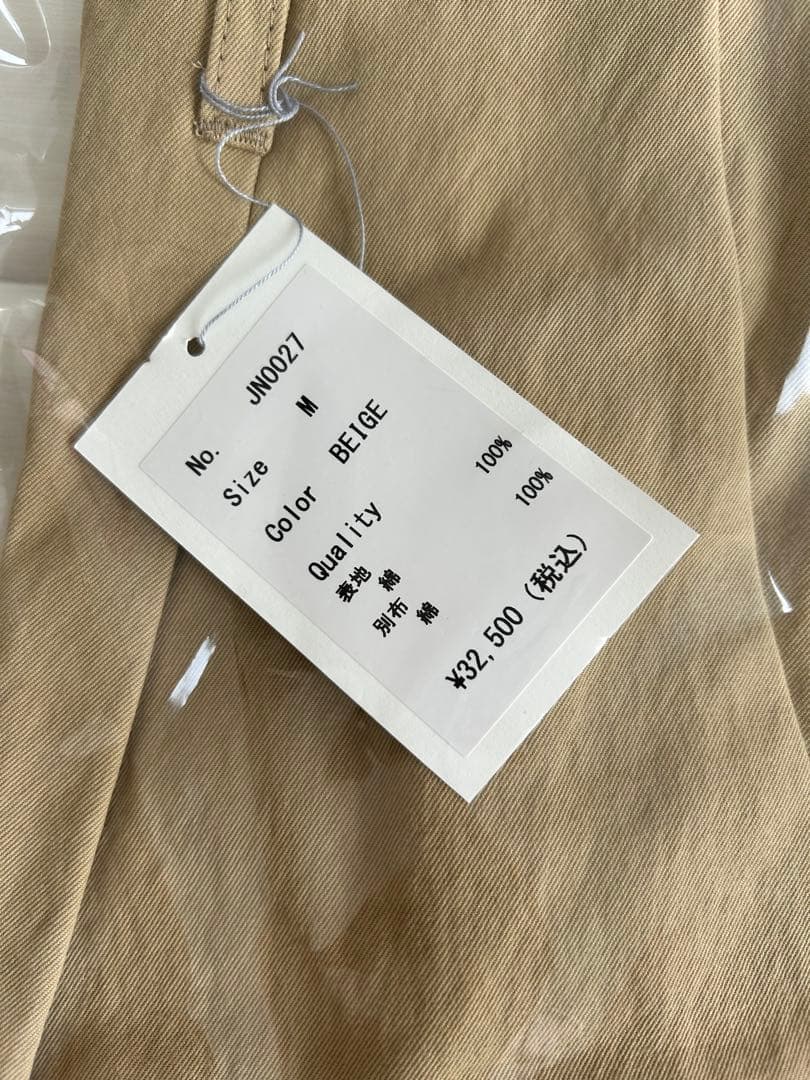 No. JN0027
Size M
Color BEIGE
Quality
表地 綿 100%
別布 綿 100%
¥32,500 (税込)